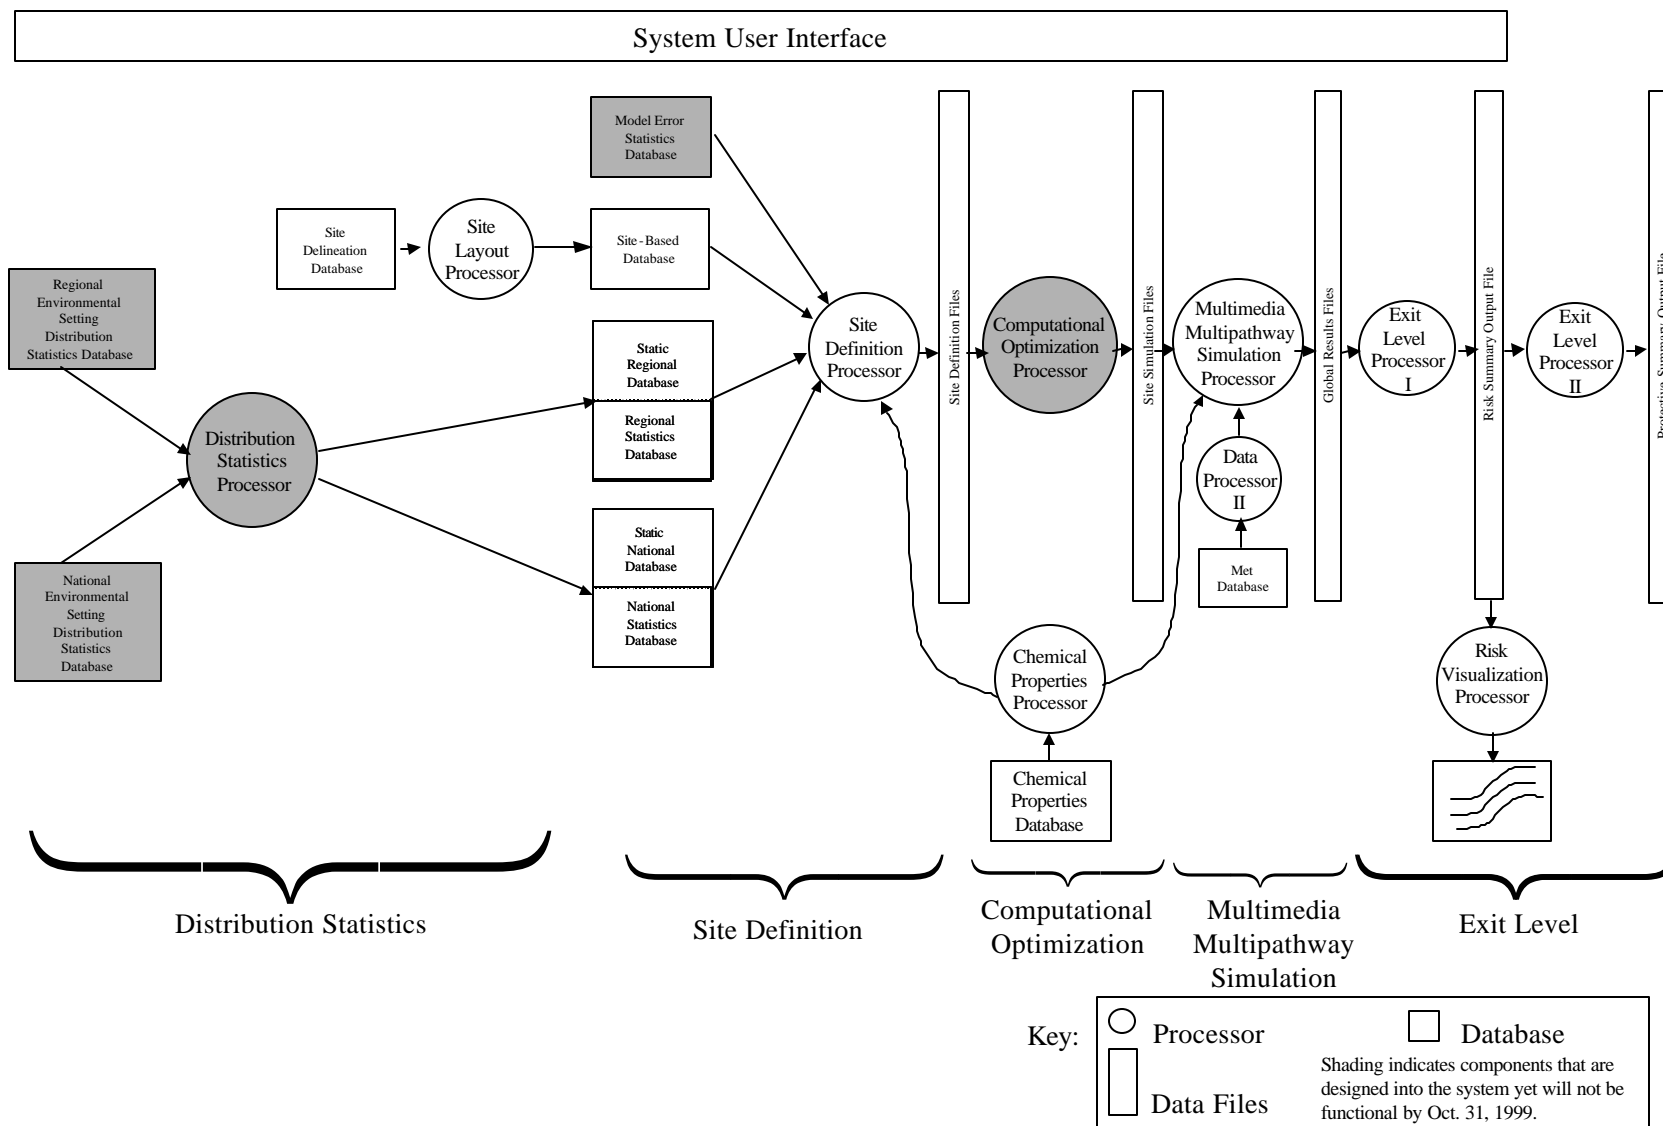 System User Interface
Model Error
Statistics
Database
Site
Delineation
Database
Site
Layout
Processor
Site-Based
Database
Regional
Environmental
Setting
Distribution
Statistics Database
Distribution
Statistics
Processor
National
Environmental
Setting
Distribution
Statistics
Database
Static
Regional
Database
Regional
Statistics
Database
Static
National
Database
National
Statistics
Database
Site
Definition
Processor
Site Definition Files
Computational
Optimization
Processor
Site Simulation Files
Multimedia
Multipathway
Simulation
Processor
Data
Processor
II
Met
Database
Global Results Files
Exit
Level
Processor
I
Risk Summary Output File
Exit
Level
Processor
II
Protective Summary Output File
Chemical
Properties
Processor
Chemical
Properties
Database
Risk
Visualization
Processor
Distribution Statistics
Site Definition
Computational
Optimization
Multimedia
Multipathway
Simulation
Exit Level
Key:
Processor
Database
Data Files
Shading indicates components that are
designed into the system yet will not be
functional by Oct. 31, 1999.